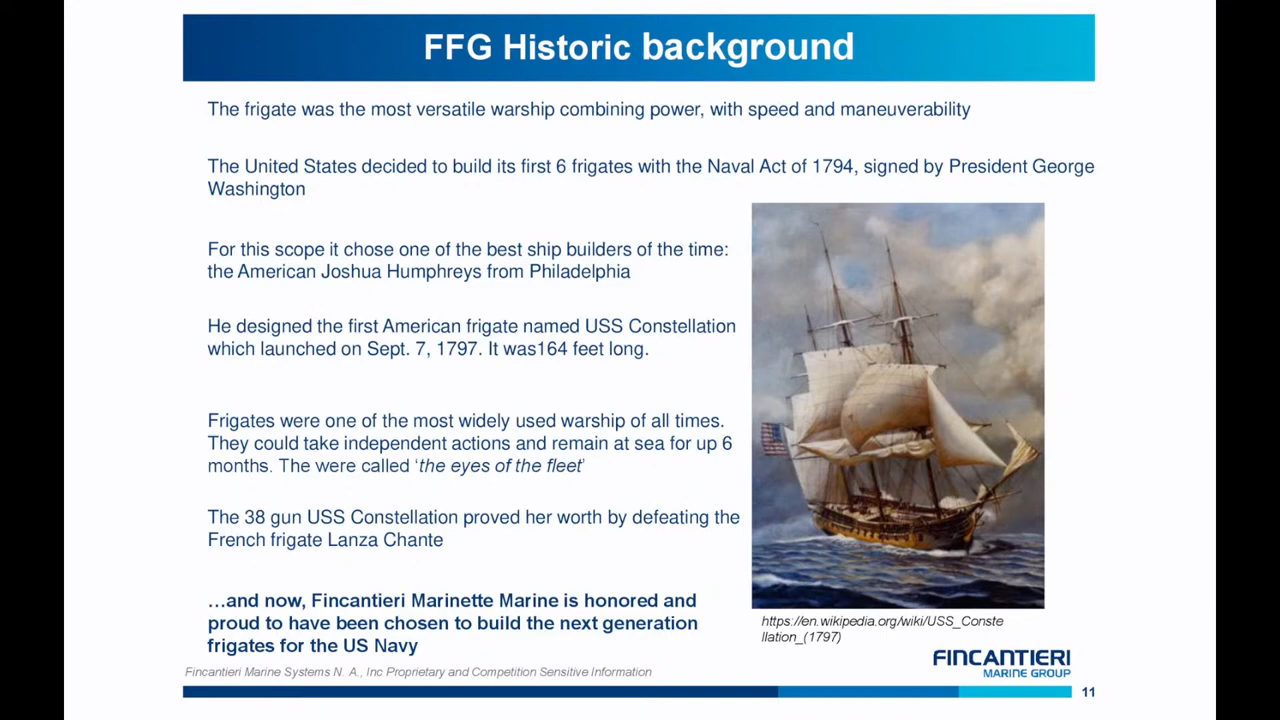 FFG Historic background
The frigate was the most versatile warship combining power, with speed and maneuverability
The United States decided to build its first 6 frigates with the Naval Act of 1794, signed by President George
Washington
For this scope it chose one of the best ship builders of the time:
the American Joshua Humphreys from Philadelphia
He designed the first American frigate named USS Constellation
which launched on Sept. 7, 1797. It was164 feet long.
Frigates were one of the most widely used warship of all times.
They could take independent actions and remain at sea for up 6
months. The were called ‘the eyes of the fleet’
The 38 gun USS Constellation proved her worth by defeating the
French frigate Lanza Chante
…and now, Fincantieri Marinette Marine is honored and
proud to have been chosen to build the next generation
frigates for the US Navy
https://en.wikipedia.org/wiki/USS_Conste
llation_(1797)
Fincantieri Marine Systems N. A., Inc Proprietary and Competition Sensitive Information
FINCANTIERI
MARINE GROUP
11